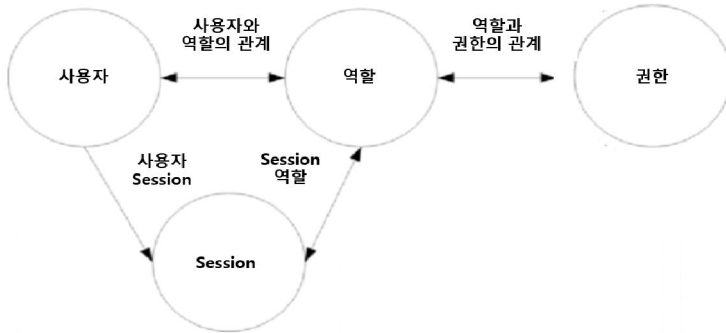 사용자와
역할의 관계
역할과
권한의 관계
사용자
역할
권한
사용자
Session
Session
역할
Session